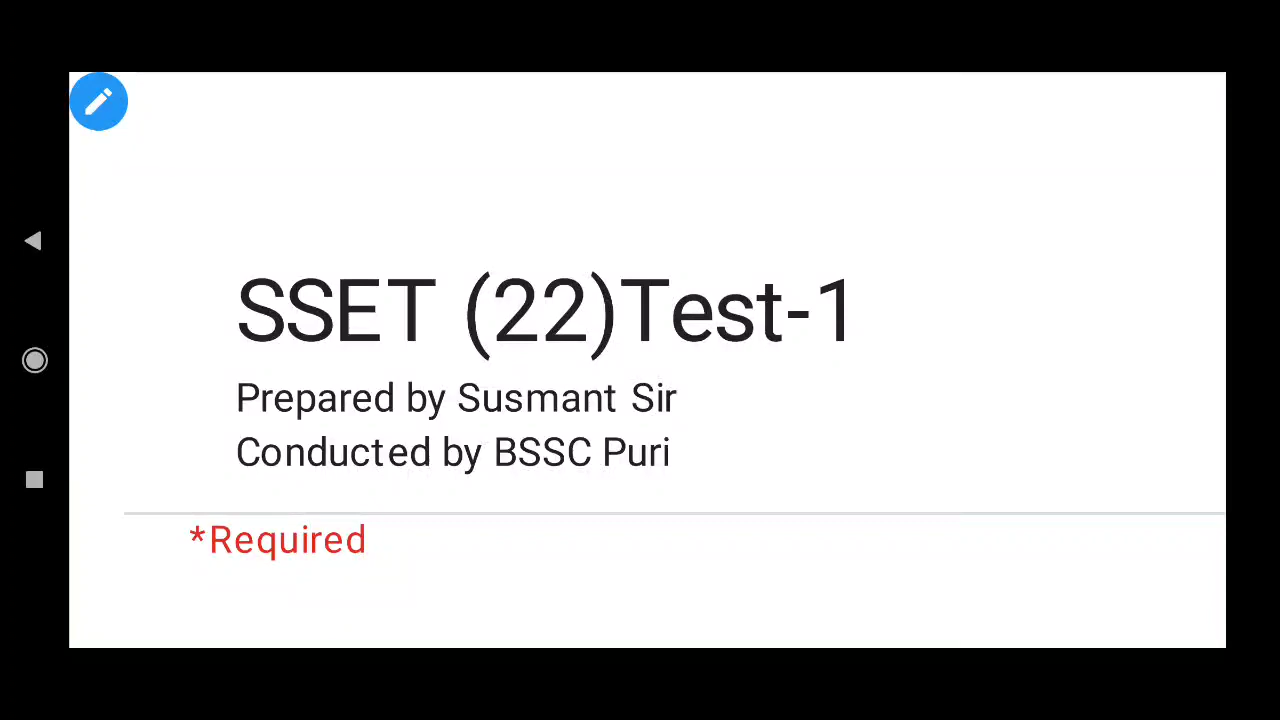 SSET (22)Test-1
Prepared by Susmant Sir
Conducted by BSSC Puri
*Required